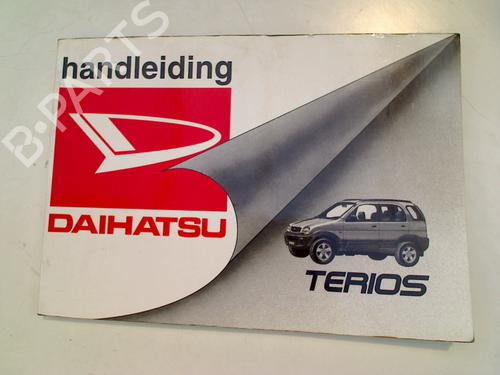 B-PARTS
handleiding
DAIHATSU
TERIOS